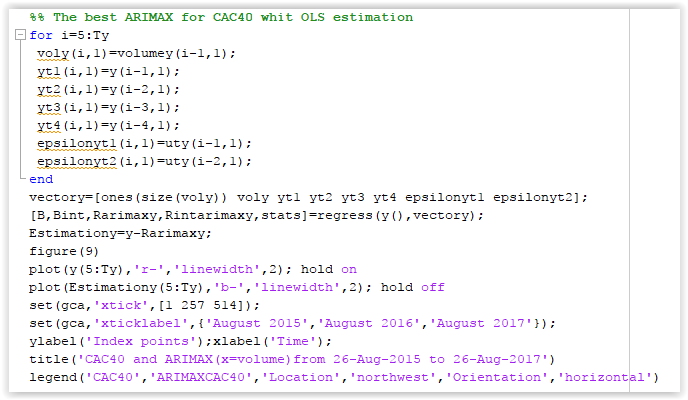 %% The best ARIMAX for CAC40 whit OLS estimation
for i=5:Ty
voly(i,1)=volumey(i-1,1);
yt1(i,1)=y(i-1,1);
yt2(i,1)=y(i-2,1);
yt3(i,1)=y(i-3,1);
yt4(i,1)=y(i-4,1);
epsilonyt1(i,1)=uty(i-1,1);
epsilonyt2(i,1)=uty(i-2,1);
end
vectory=[ones(size(voly)) voly yt1 yt2 yt3 yt4 epsilonyt1 epsilonyt2];
[B,Bint,Rarimaxy,Rintarimaxy,stats]=regress(y(),vectory);
Estimationy=y-Rarimaxy;
figure(9)
plot(y(5:Ty),'r-','linewidth',2); hold on
plot(Estimationy(5:Ty),'b-','linewidth',2); hold off
set(gca,'xtick',[1 257 514]);
set(gca,'xticklabel',{'August 2015','August 2016','August 2017'});
ylabel('Index points');xlabel('Time');
title('CAC40 and ARIMAX(x=volume)from 26-Aug-2015 to 26-Aug-2017')
legend('CAC40','ARIMAXCAC40','Location','northwest','Orientation','horizontal')